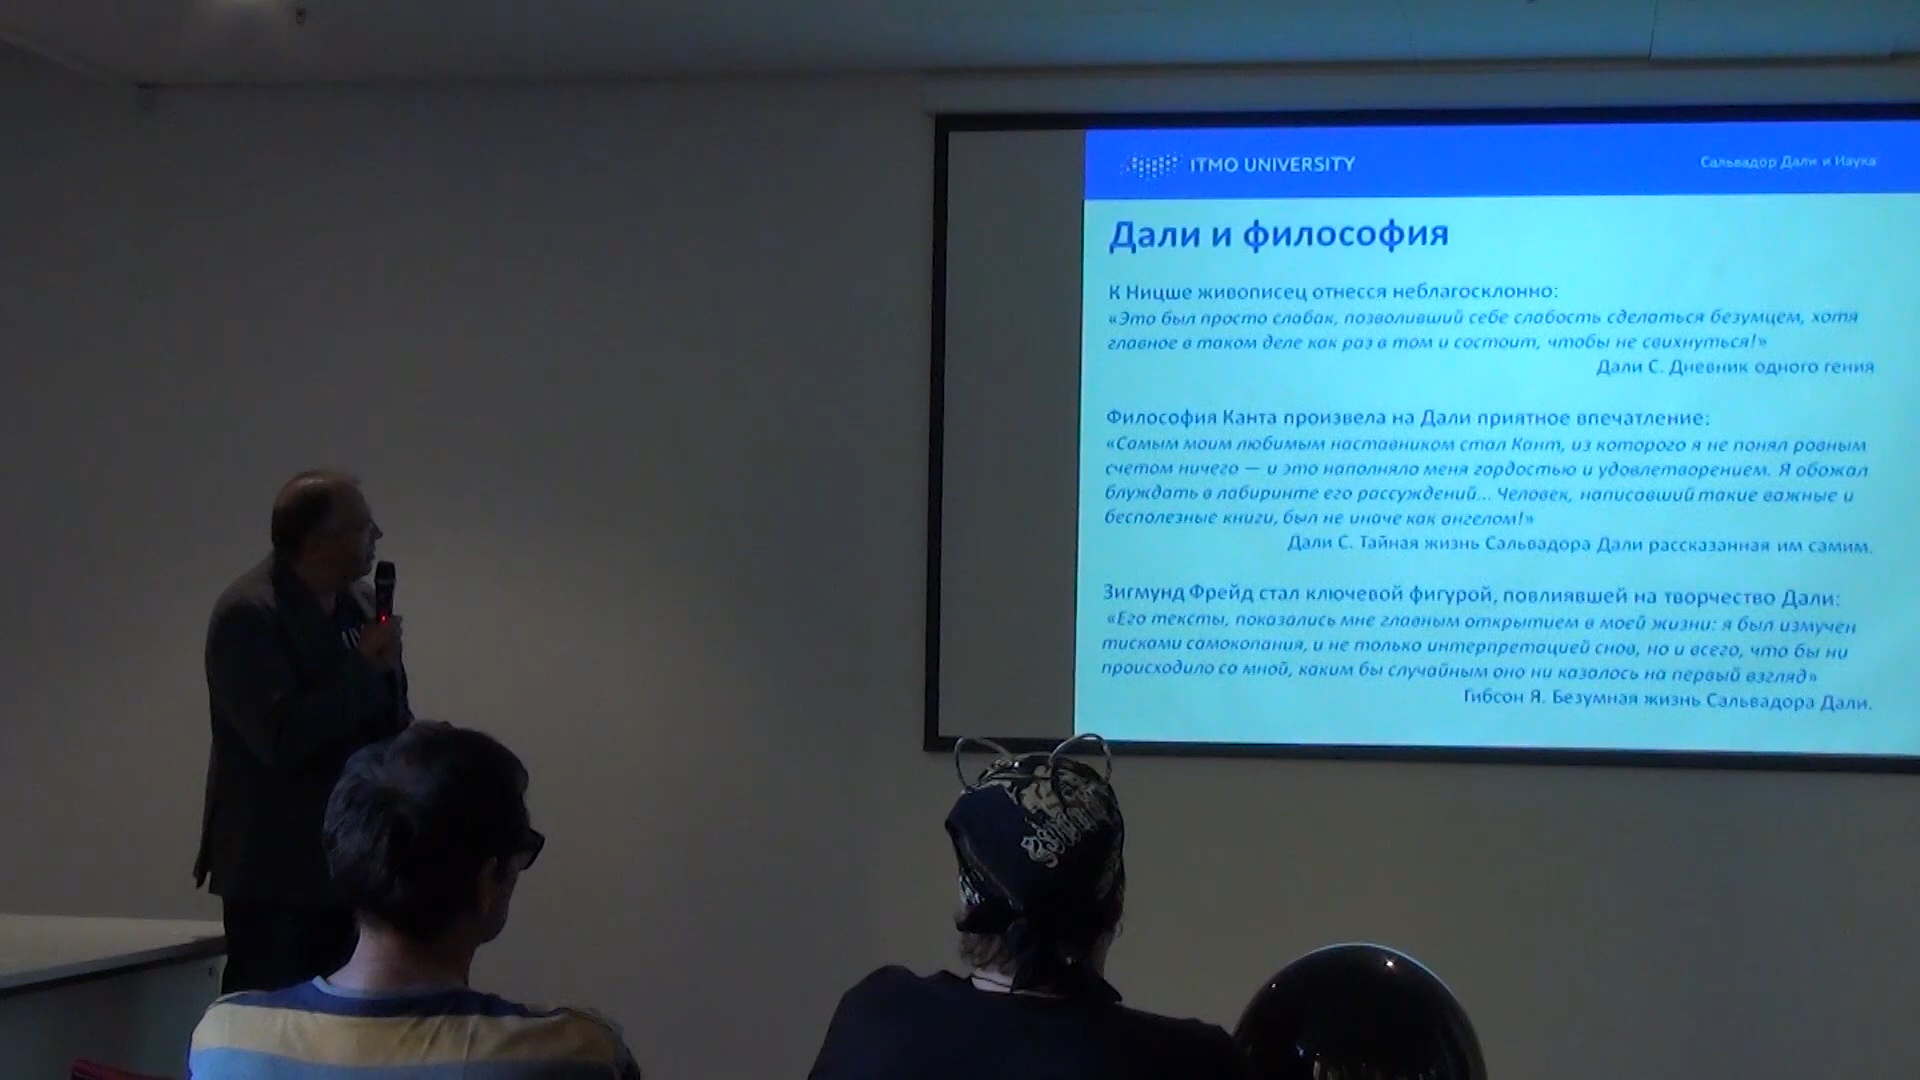 ITMO UNIVERSITY
Сальвадор Дали и Наука
Дали и философия
К Ницше живописец отнесся неблагосклонно:
«Это был просто слабак, позволивший себе слабость сделаться безумцем, хотя
главное в таком деле как раз в том и состоит, чтобы не свихнуться!»
Дали С. Дневник одного гения
Философия Канта произвела на Дали приятное впечатление:
«Самым моим любимым наставником стал Кант, из которого я не понял ровным
счетом ничего — и это наполняло меня гордостью и удовлетворением. Я обожал
блуждать в лабиринте его рассуждений... Человек, написавший такие важные и
бесполезные книги, был не иначе как ангелом!»
Дали С. Тайная жизнь Сальвадора Дали рассказанная им самим.
Зигмунд Фрейд стал ключевой фигурой, повлиявшей на творчество Дали:
«Его тексты, показались мне главным открытием в моей жизни: я был измучен
тисками самокопания, и не только интерпретацией снов, но и всего, что бы ни
происходило со мной, каким бы случайным оно ни казалось на первый взгляд»
Гибсон Я. Безумная жизнь Сальвадора Дали.